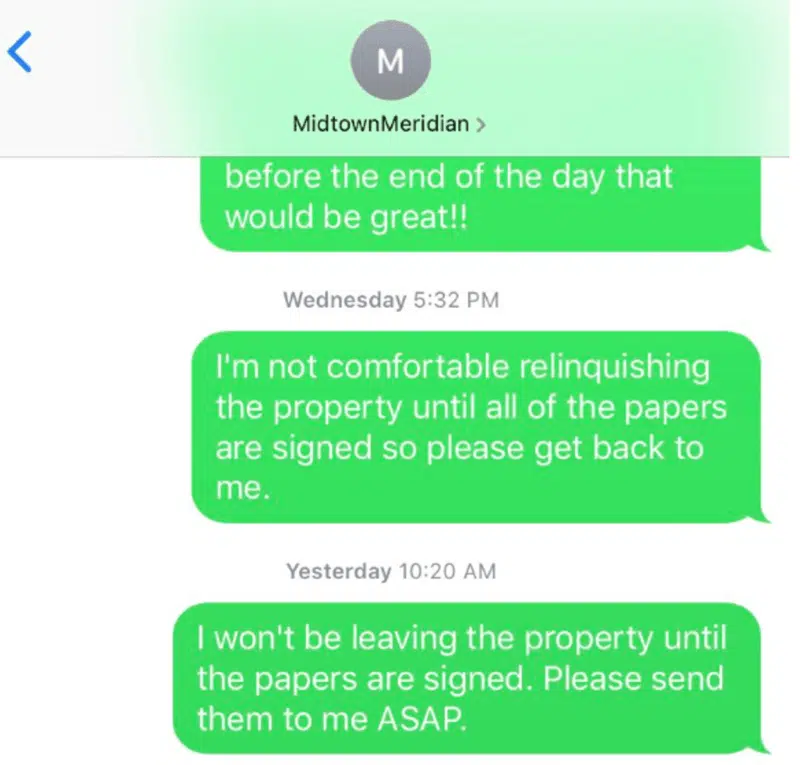 M
MidtownMeridian >
before the end of the day that
would be great!!
Wednesday 5:32 PM
I'm not comfortable relinquishing
the property until all of the papers
are signed so please get back to
me.
Yesterday 10:20 AM
I won't be leaving the property until
the papers are signed. Please send
them to me ASAP.